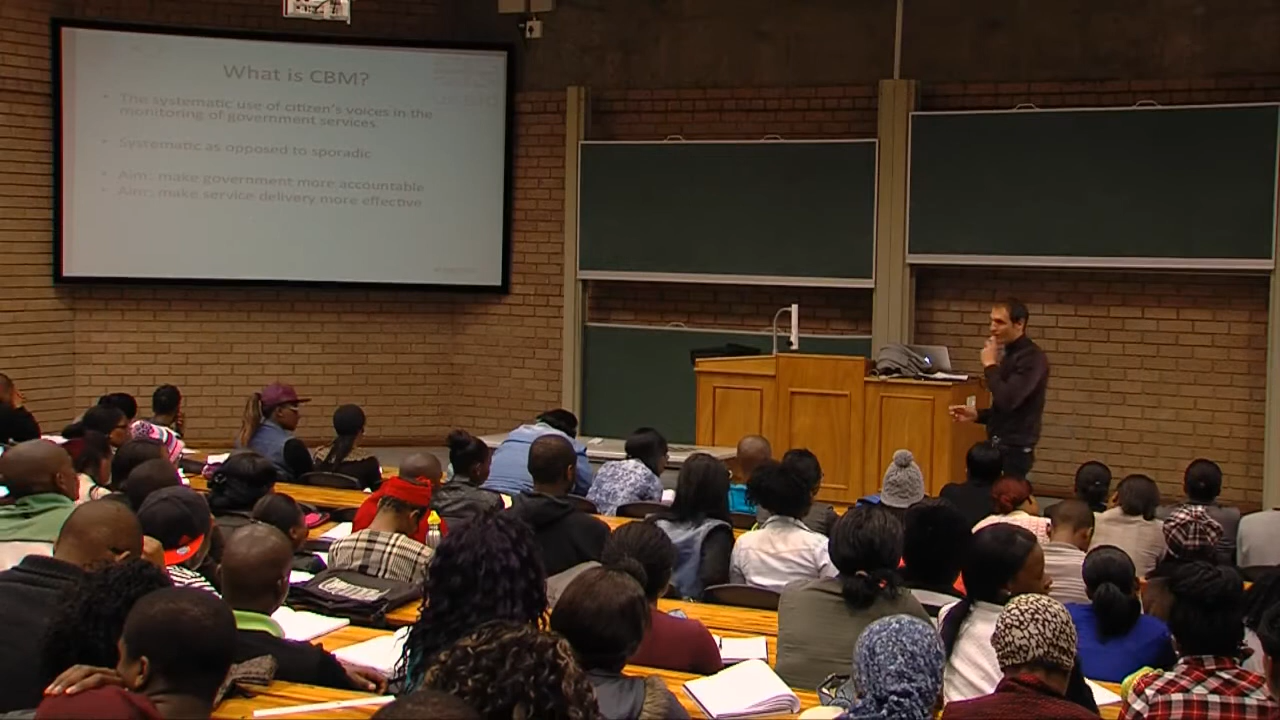 What is CBM?
• The systematic use of citizen's voices in the
monitoring of government services.
• Systematic as opposed to sporadic
• Aim: make government more accountable
• Aim: make service delivery more effective